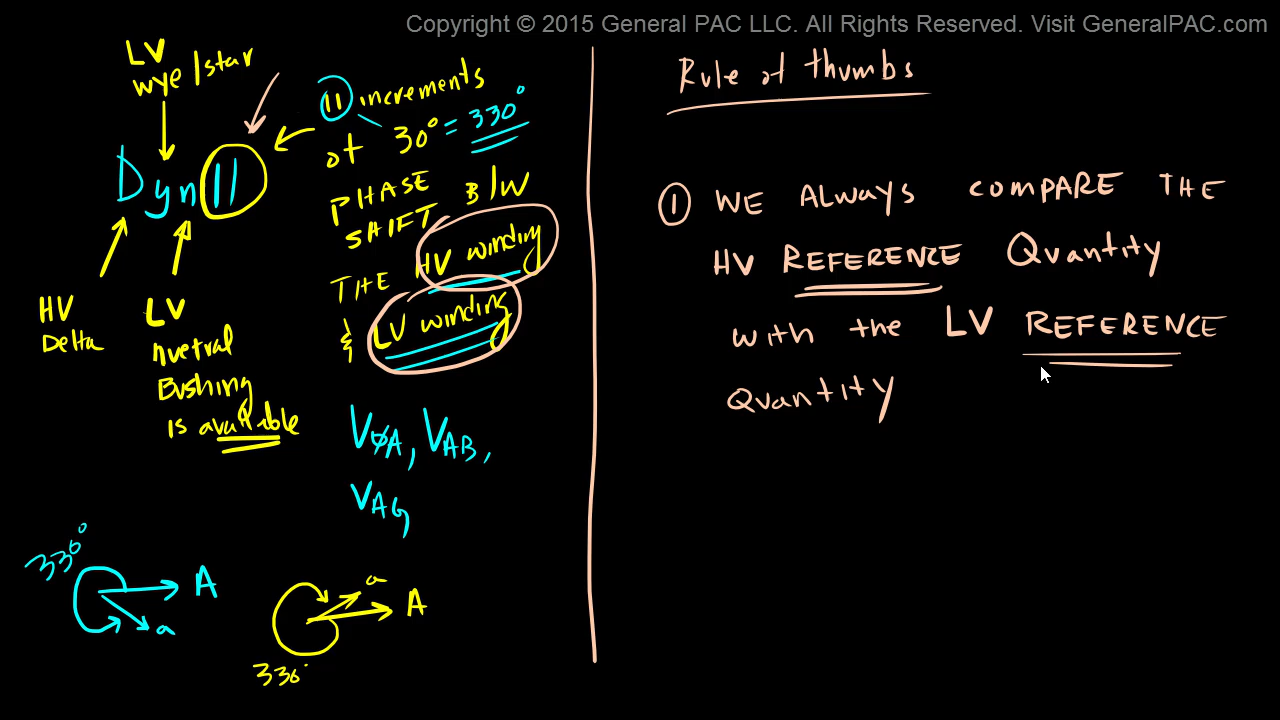 Copyright © 2015 General PAC LLC. All Rights Reserved. Visit GeneralPAC.com
LV
wye/star
Dyn11
HV
Delta
LV
nuetral
Bushing
is available
11 increments
of 30° = 330°
PHASE
SHIFT B/W
THE HV winding
& LV winding
VØA, VAB,
VAG
330°
A
a
a
A
330°
Rule of thumbs
1 WE Always COMPARE THE
HV REFERENCE Quantity
with the LV REFERENCE
Quantity